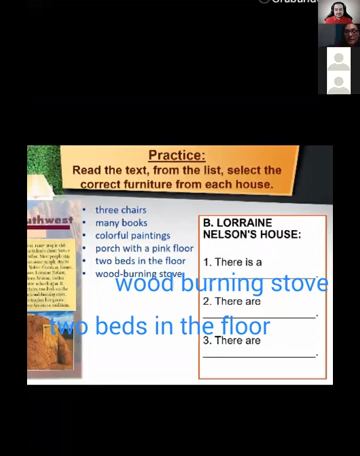 Practice:
Read the text, from the list, select the
correct furniture from each house.
uthwest
• three chairs
• many books
• colorful paintings
• porch with a pink floor
• two beds in the floor
• wood-burning stove
B. LORRAINE
NELSON'S HOUSE:
1. There is a
wood burning stove
2. There are
____________________.
two beds in the floor
3. There are
____________________.